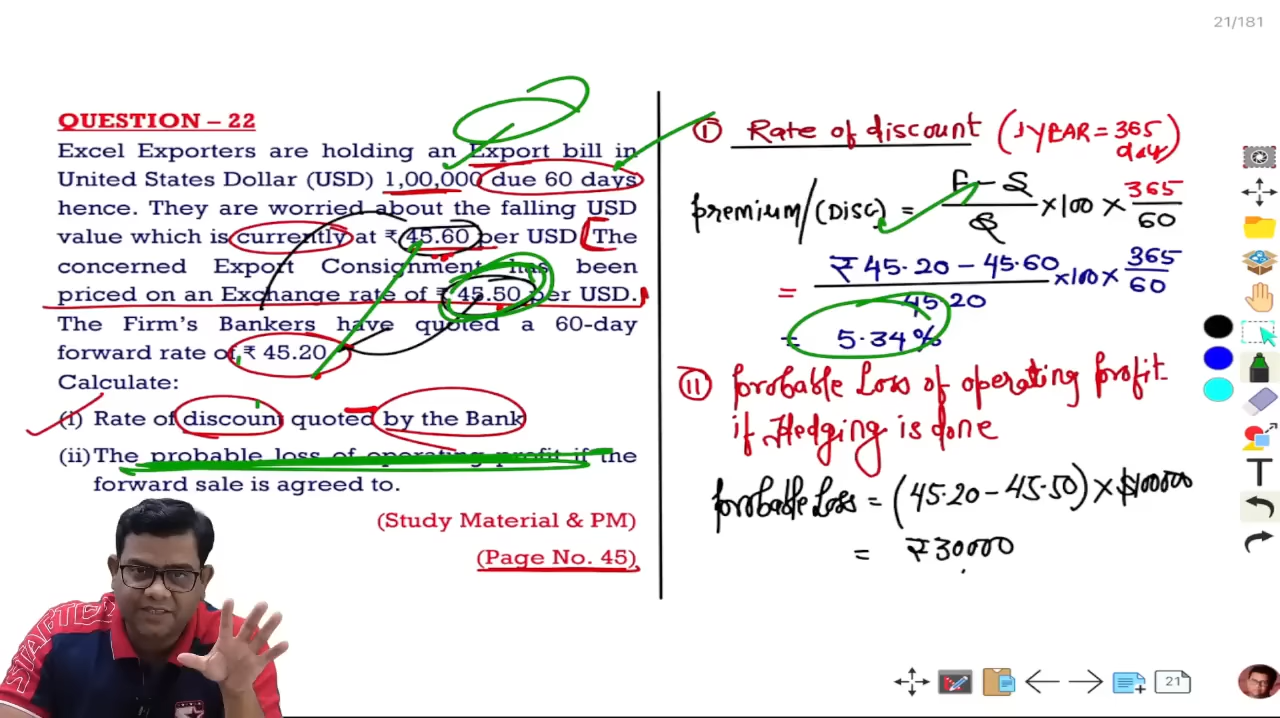 21/181
QUESTION – 22
Excel Exporters are holding an Export bill in
United States Dollar (USD) 1,00,000 due 60 days
hence. They are worried about the falling USD
value which is currently at ₹ 45.60 per USD. The
concerned Export Consignment has been
priced on an Exchange rate of ₹ 45.50 per USD.
The Firm's Bankers have quoted a 60-day
forward rate of ₹ 45.20
Calculate:
(i) Rate of discount quoted by the Bank
(ii) The probable loss of operating profit if the
forward sale is agreed to.
(Study Material & PM)
(Page No. 45)
① Rate of discount (1 YEAR = 365 days)
Premium/(DISC) = F – S / S × 100 × 365 / 60
= ₹ 45.20 – 45.60 / 45.20 × 100 × 365 / 60
= 5.34%
② Probable Loss of operating Profit
if Hedging is done
Probable Loss = (45.20 – 45.50) × $100000
= ₹30000
START
21